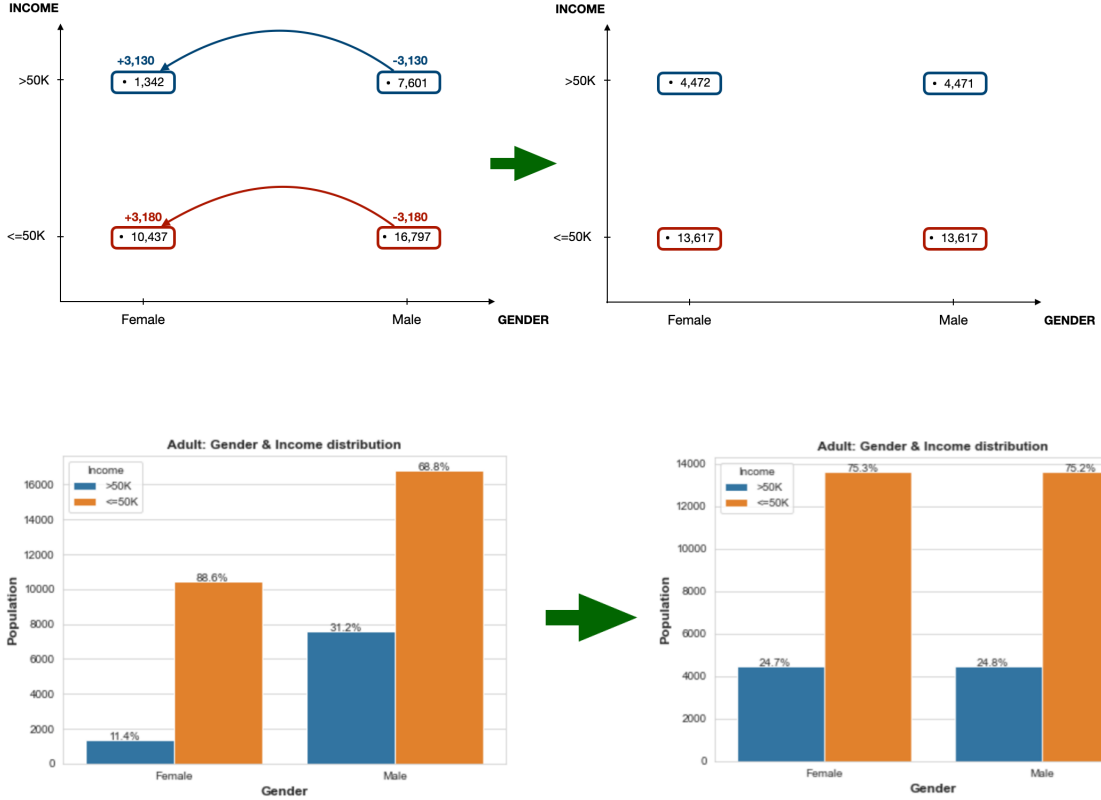 INCOME
+3,130
-3,130
>50K
• 1,342
• 7,601
+3,180
-3,180
<=50K
• 10,437
• 16,797
Female
Male
GENDER
INCOME
>50K
• 4,472
• 4,471
<=50K
• 13,617
• 13,617
Female
Male
GENDER
Adult: Gender & Income distribution
Income
>50K
<=50K
68.8%
88.6%
31.2%
11.4%
16000
14000
12000
10000
8000
6000
4000
2000
0
Population
Female
Male
Gender
Adult: Gender & Income distribution
Income
>50K
<=50K
75.3%
75.2%
24.7%
24.8%
14000
12000
10000
8000
6000
4000
2000
0
Population
Female
Male
Gender